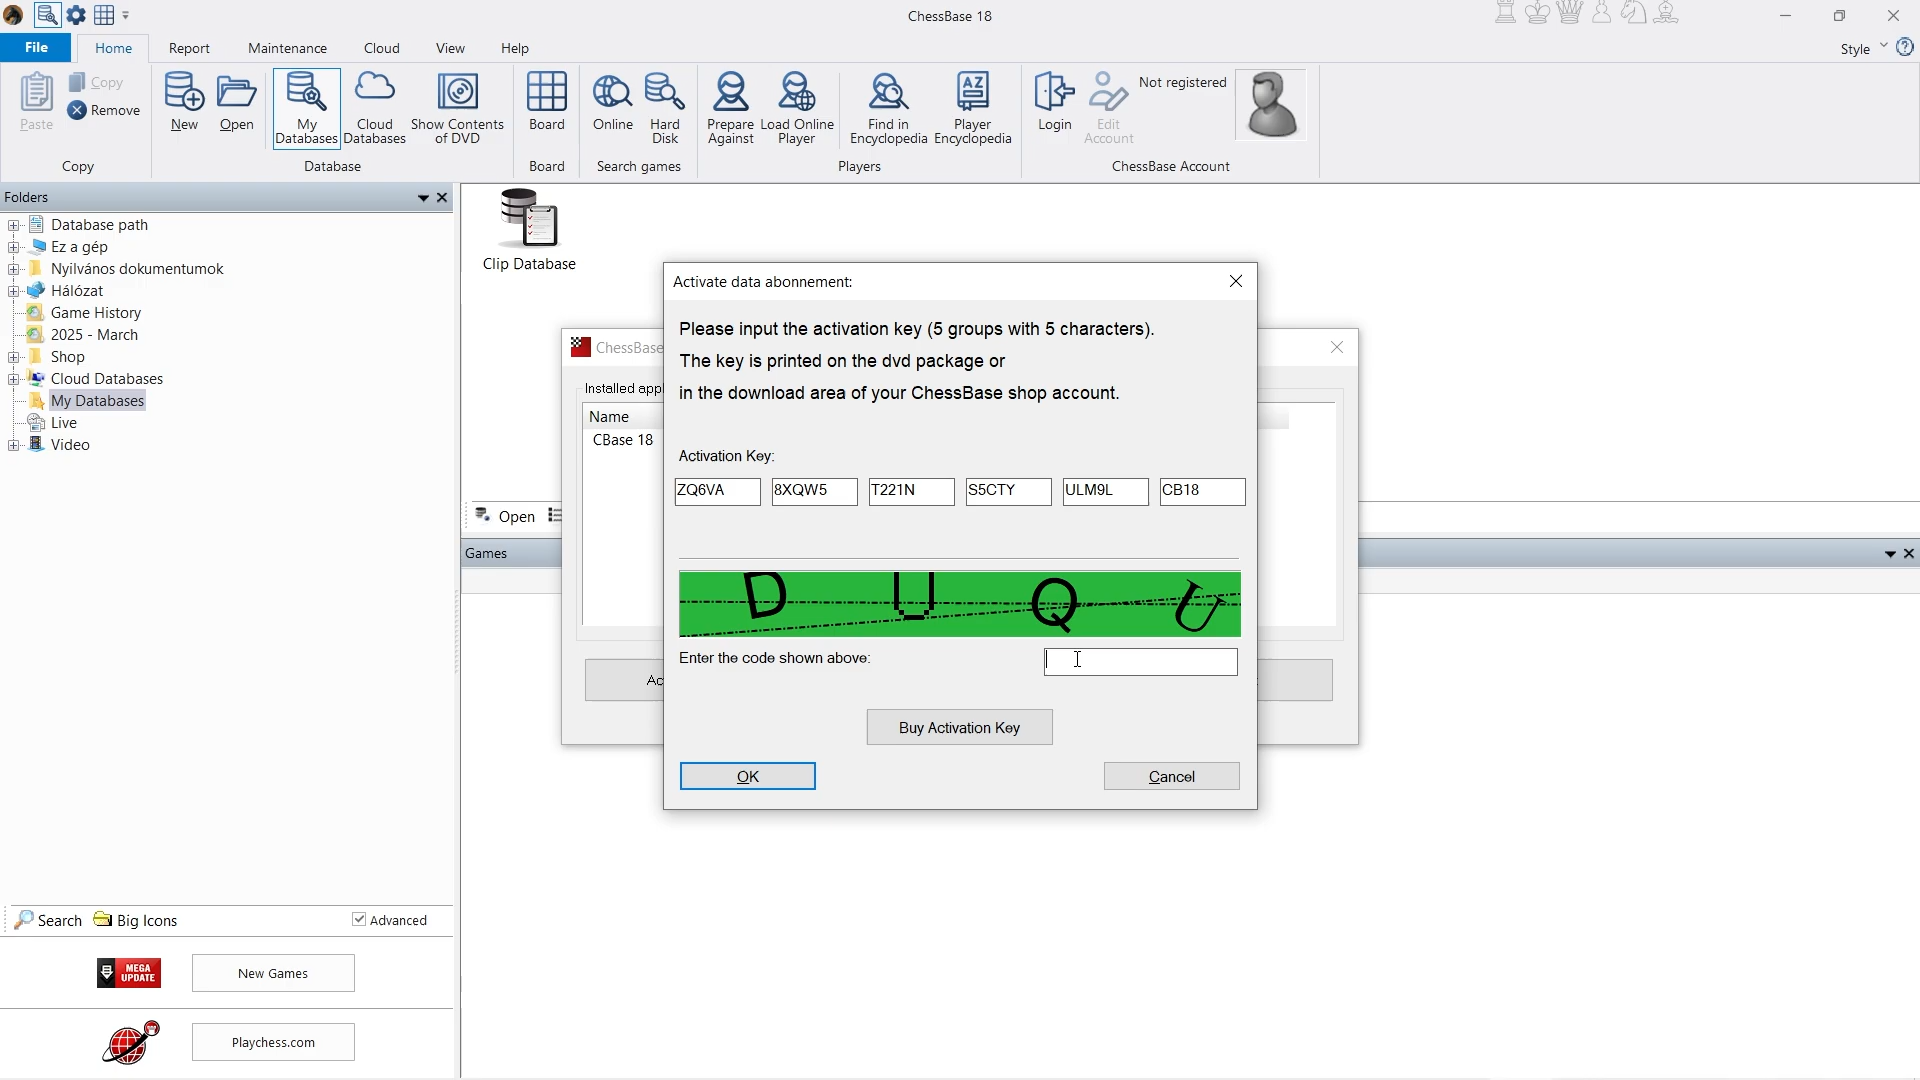 ChessBase 18
File Home Report Maintenance Cloud View Help Style
Paste
Copy
Remove
Copy
New
Open
My Databases
Cloud Databases
Show Contents of DVD
Database
Board
Board
Online
Hard Disk
Search games
Prepare Against
Load Online Player
Find in Encyclopedia
AZ
Player Encyclopedia
Players
Login
Edit Account
Not registered
ChessBase Account
Folders
Database path
Ez a gép
Nyilvános dokumentumok
Hálózat
Game History
2025 - March
Shop
Cloud Databases
My Databases
Live
Video
Search Big Icons Advanced
MEGA UPDATE
New Games
Playchess.com
Clip Database
Open
Games
ChessBase
Installed appl
Name
CBase 18
Ac
Activate data abonnement:
Please input the activation key (5 groups with 5 characters).
The key is printed on the dvd package or
in the download area of your ChessBase shop account.
Activation Key:
ZQ6VA 8XQW5 T221N S5CTY ULM9L CB18
D U Q U
Enter the code shown above:
Buy Activation Key
OK Cancel